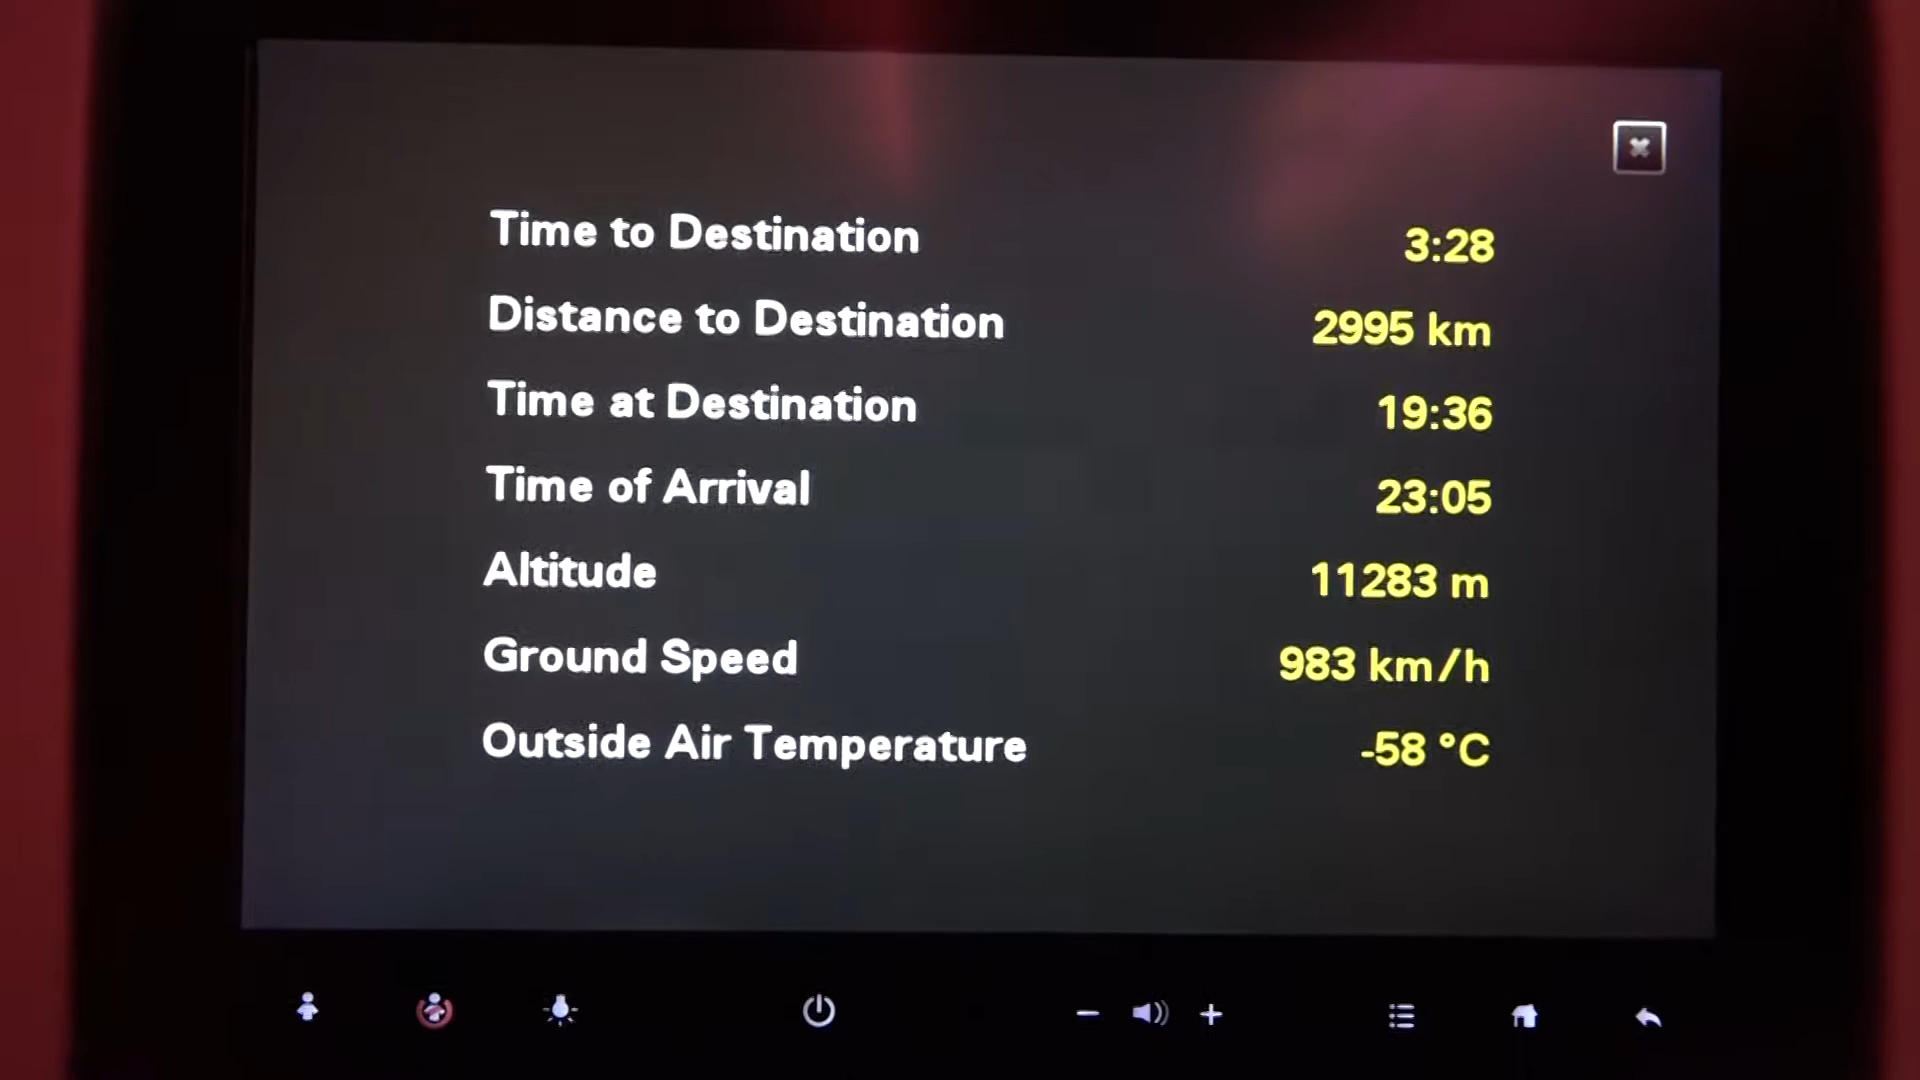 Time to Destination 3:28
Distance to Destination 2995 km
Time at Destination 19:36
Time of Arrival 23:05
Altitude 11283 m
Ground Speed 983 km/h
Outside Air Temperature -58 °C